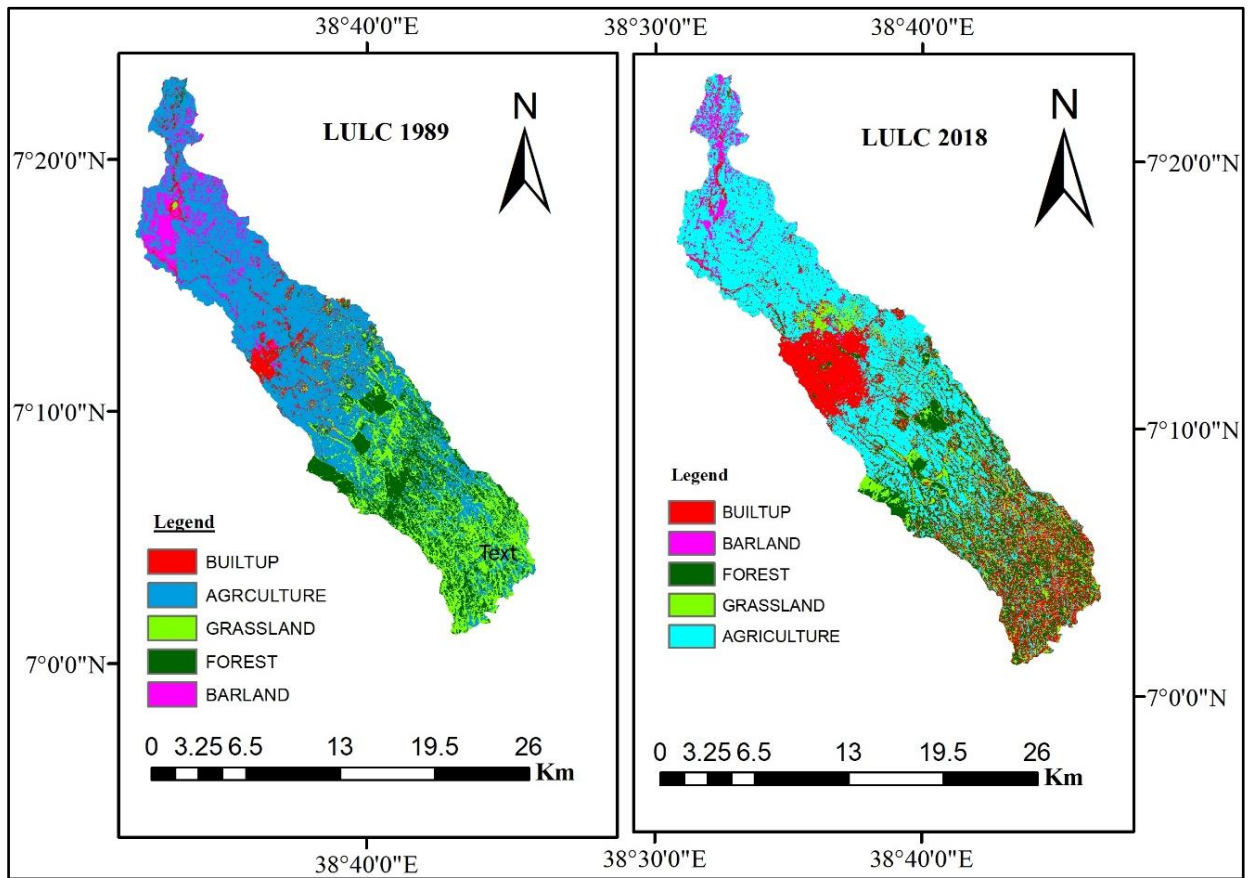 38°40'0"E
38°30'0"E
38°40'0"E
N
LULC 1989
7°20'0"N
7°10'0"N
7°0'0"N
Text
Legend
BUILTUP
AGRCULTURE
GRASSLAND
FOREST
BARLAND
0 3.25 6.5 13 19.5 26
Km
38°40'0"E
N
LULC 2018
7°20'0"N
7°10'0"N
7°0'0"N
Legend
BUILTUP
BARLAND
FOREST
GRASSLAND
AGRICULTURE
0 3.25 6.5 13 19.5 26
Km
38°30'0"E
38°40'0"E